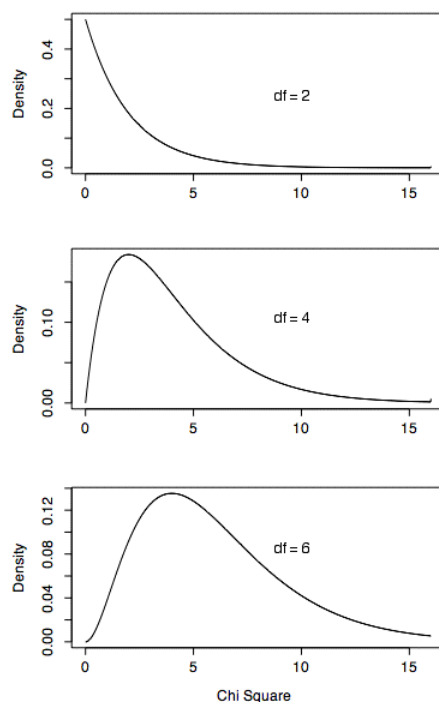 Density
0.4
0.2
0.0
df = 2
0 5 10 15
Density
0.10
0.00
df = 4
0 5 10 15
Density
0.12
0.08
0.04
0.00
df = 6
0 5 10 15
Chi Square